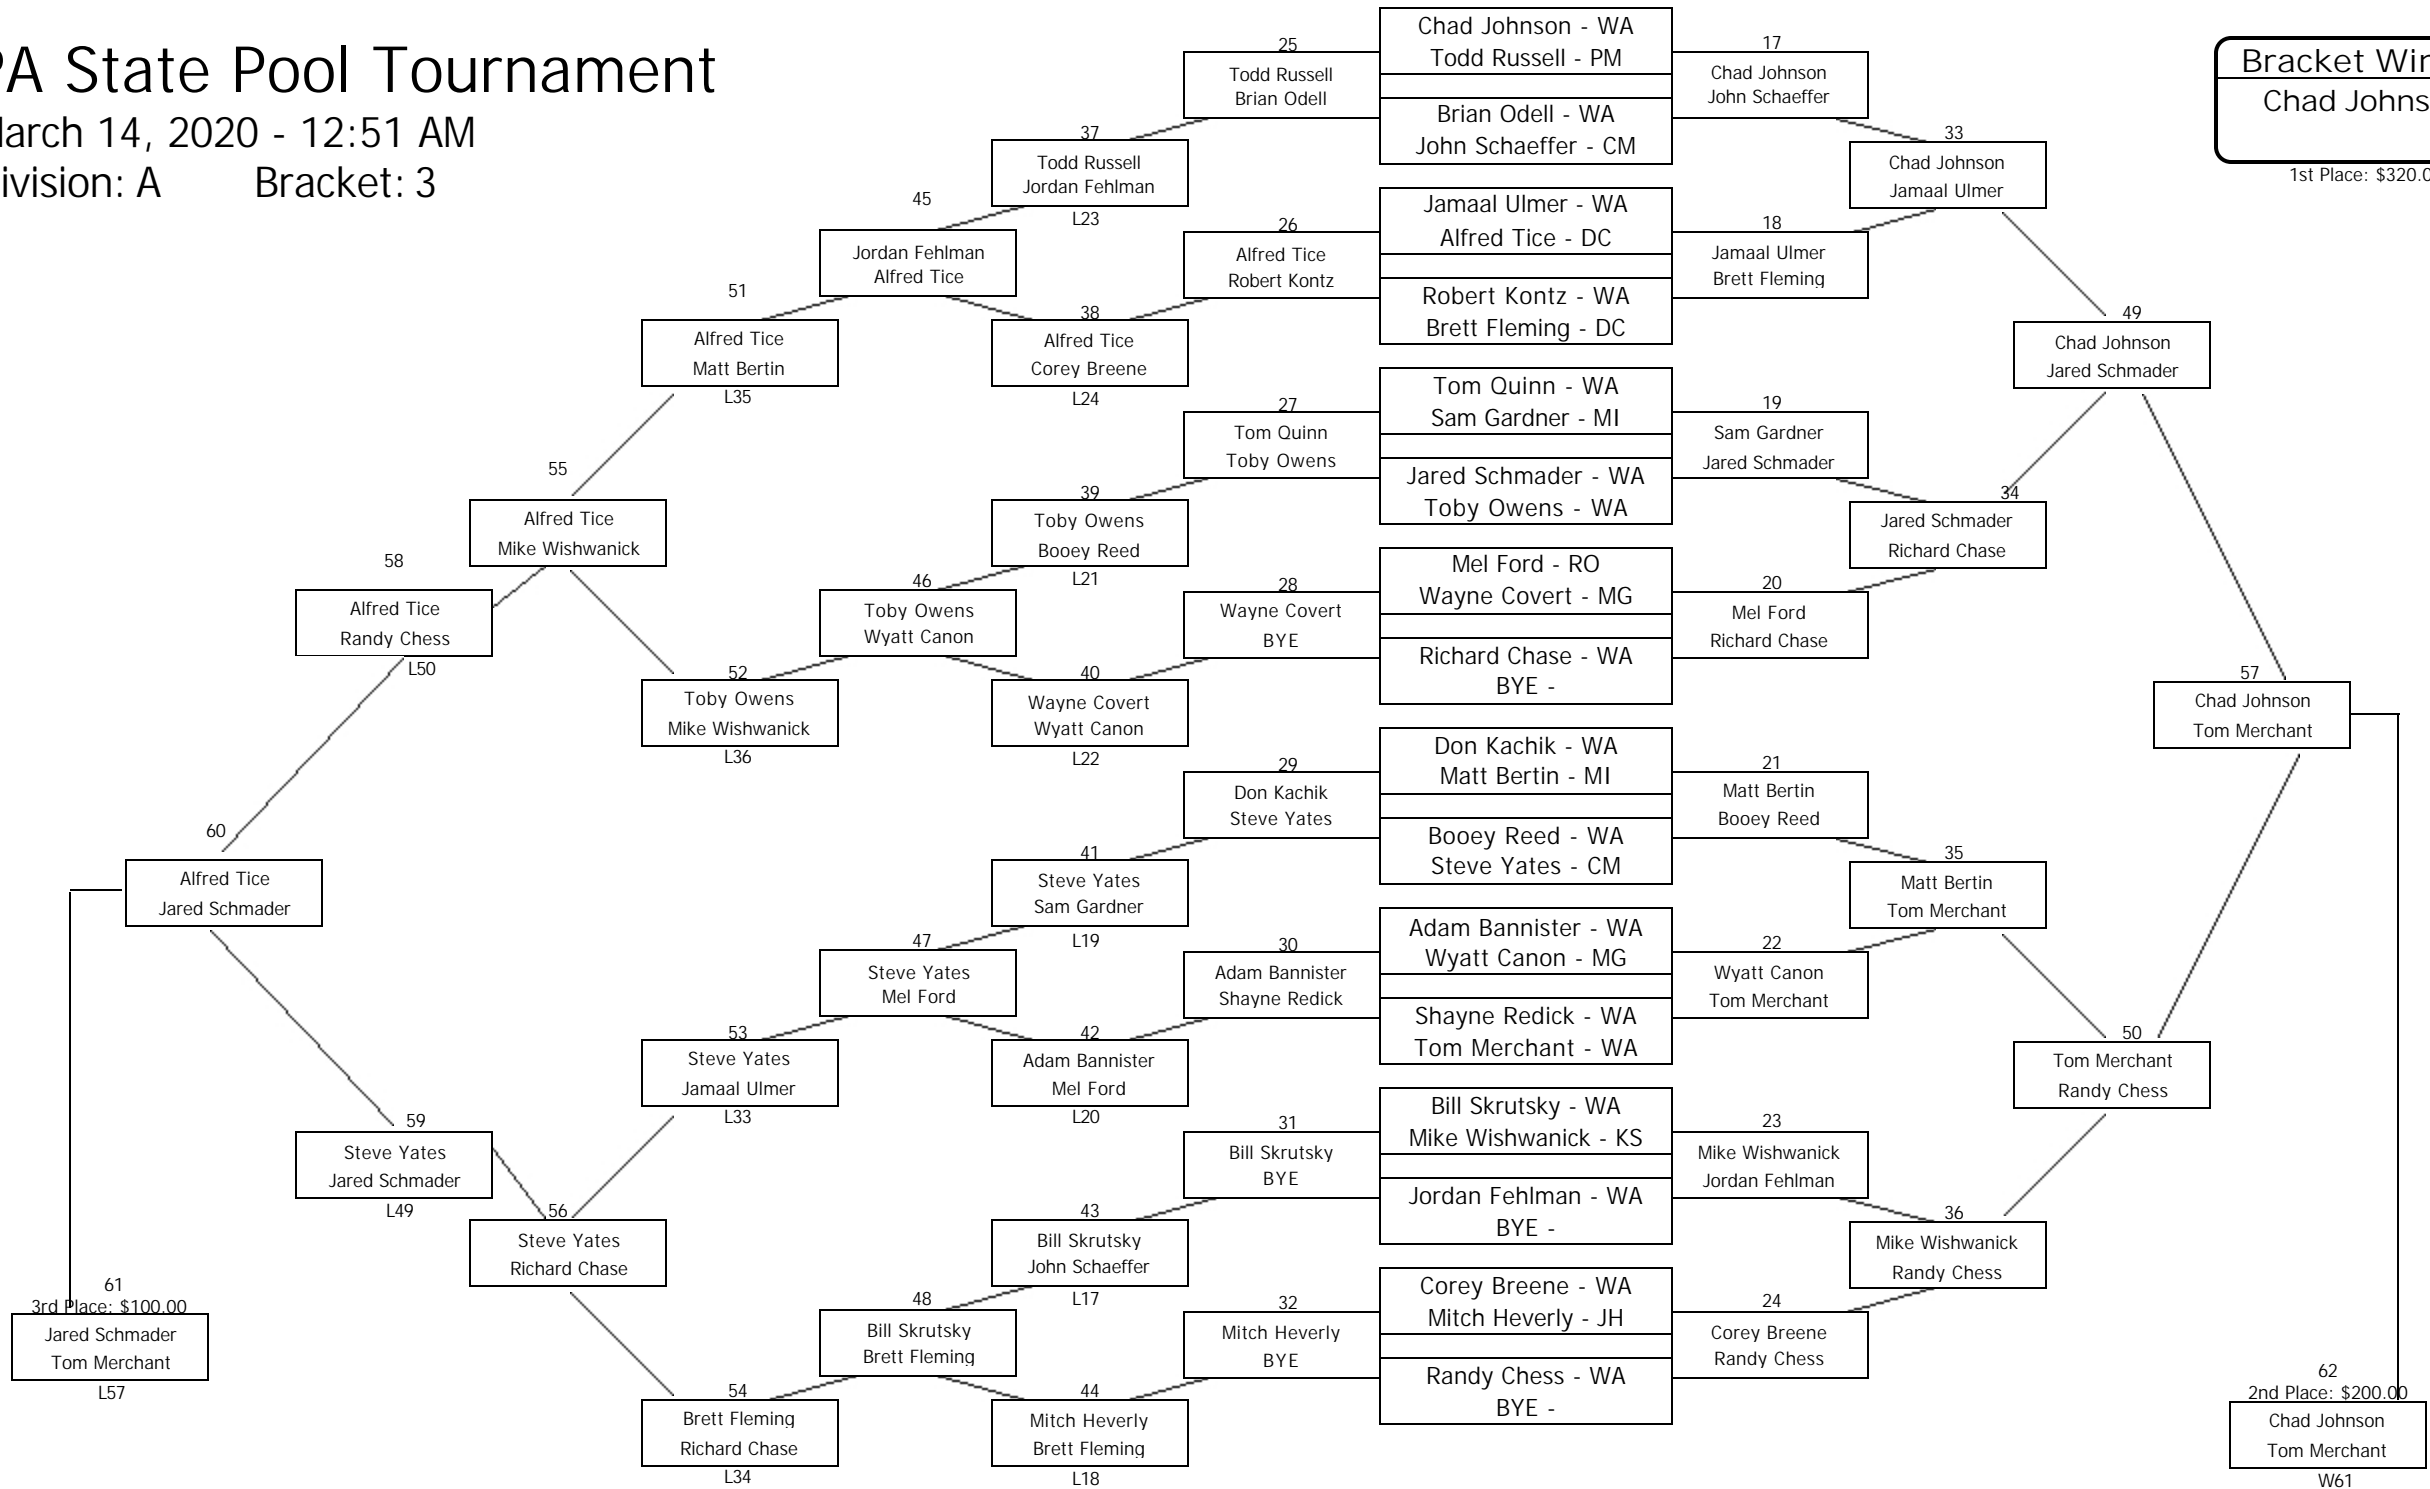 PA State Pool Tournament
March 14, 2020 - 12:51 AM
Division: A Bracket: 3
61
3rd Place: $100.00
Jared Schmader
Tom Merchant
L57
60
Alfred Tice
Jared Schmader
58
Alfred Tice
Randy Chess
L50
59
Steve Yates
Jared Schmader
L49
55
Alfred Tice
Mike Wishwanick
56
Steve Yates
Richard Chase
51
Alfred Tice
Matt Bertin
L35
52
Toby Owens
Mike Wishwanick
L36
53
Steve Yates
Jamaal Ulmer
L33
54
Brett Fleming
Richard Chase
L34
45
Jordan Fehlman
Alfred Tice
46
Toby Owens
Wyatt Canon
47
Steve Yates
Mel Ford
48
Bill Skrutsky
Brett Fleming
37
Todd Russell
Jordan Fehlman
L23
38
Alfred Tice
Corey Breene
L24
39
Toby Owens
Booey Reed
L21
40
Wayne Covert
Wyatt Canon
L22
41
Steve Yates
Sam Gardner
L19
42
Adam Bannister
Mel Ford
L20
43
Bill Skrutsky
John Schaeffer
L17
44
Mitch Heverly
Brett Fleming
L18
25
Todd Russell
Brian Odell
26
Alfred Tice
Robert Kontz
27
Tom Quinn
Toby Owens
28
Wayne Covert
BYE
29
Don Kachik
Steve Yates
30
Adam Bannister
Shayne Redick
31
Bill Skrutsky
BYE
32
Mitch Heverly
BYE
Chad Johnson - WA
Todd Russell - PM
Brian Odell - WA
John Schaeffer - CM
Jamaal Ulmer - WA
Alfred Tice - DC
Robert Kontz - WA
Brett Fleming - DC
Tom Quinn - WA
Sam Gardner - MI
Jared Schmader - WA
Toby Owens - WA
Mel Ford - RO
Wayne Covert - MG
Richard Chase - WA
BYE -
Don Kachik - WA
Matt Bertin - MI
Booey Reed - WA
Steve Yates - CM
Adam Bannister - WA
Wyatt Canon - MG
Shayne Redick - WA
Tom Merchant - WA
Bill Skrutsky - WA
Mike Wishwanick - KS
Jordan Fehlman - WA
BYE -
Corey Breene - WA
Mitch Heverly - JH
Randy Chess - WA
BYE -
17
Chad Johnson
John Schaeffer
18
Jamaal Ulmer
Brett Fleming
19
Sam Gardner
Jared Schmader
20
Mel Ford
Richard Chase
21
Matt Bertin
Booey Reed
22
Wyatt Canon
Tom Merchant
23
Mike Wishwanick
Jordan Fehlman
24
Corey Breene
Randy Chess
33
Chad Johnson
Jamaal Ulmer
34
Jared Schmader
Richard Chase
35
Matt Bertin
Tom Merchant
36
Mike Wishwanick
Randy Chess
49
Chad Johnson
Jared Schmader
50
Tom Merchant
Randy Chess
57
Chad Johnson
Tom Merchant
62
2nd Place: $200.00
Chad Johnson
Tom Merchant
W61
Bracket Win
Chad Johns
1st Place: $320.0